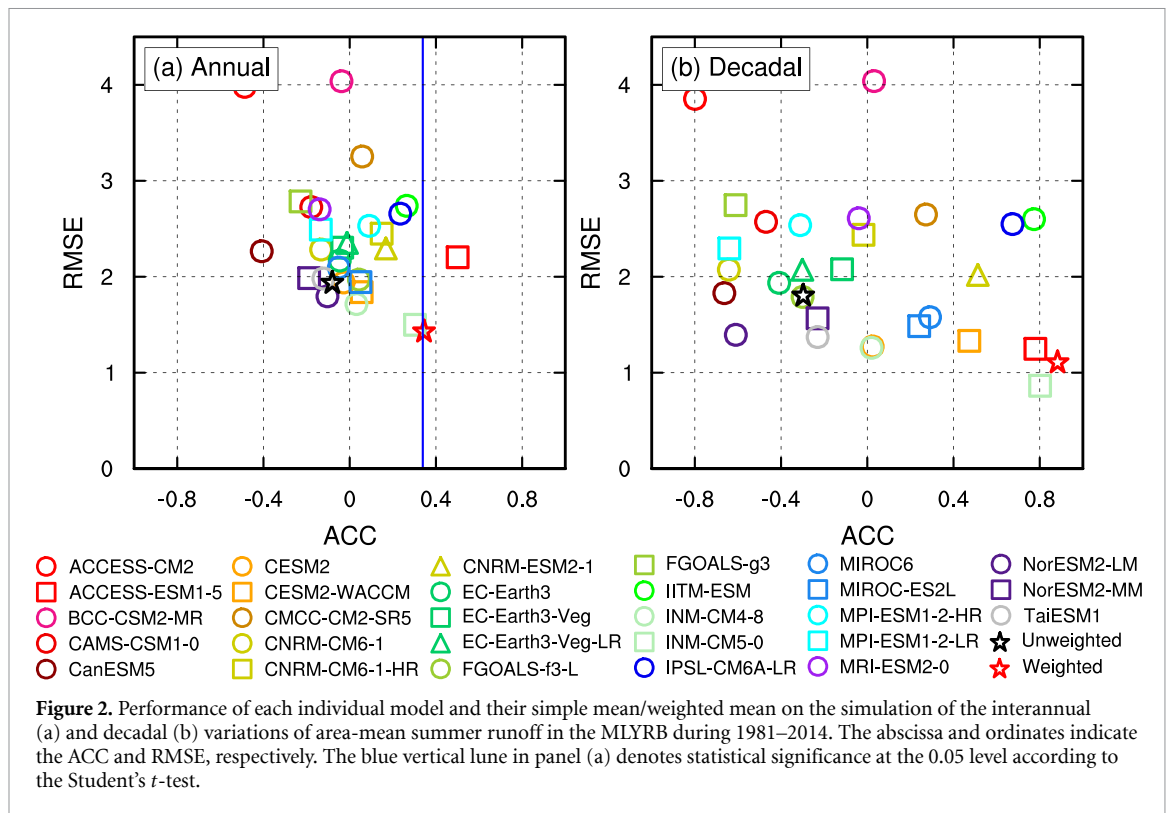 (a) Annual
(b) Decadal
4
3
2
1
0
RMSE
-0.8 -0.4 0 0.4 0.8
ACC
4
3
2
1
0
RMSE
-0.8 -0.4 0 0.4 0.8
ACC
ACCESS-CM2
ACCESS-ESM1-5
BCC-CSM2-MR
CAMS-CSM1-0
CanESM5
CESM2
CESM2-WACCM
CMCC-CM2-SR5
CNRM-CM6-1
CNRM-CM6-1-HR
CNRM-ESM2-1
EC-Earth3
EC-Earth3-Veg
EC-Earth3-Veg-LR
FGOALS-f3-L
FGOALS-g3
IITM-ESM
INM-CM4-8
INM-CM5-0
IPSL-CM6A-LR
MIROC6
MIROC-ES2L
MPI-ESM1-2-HR
MPI-ESM1-2-LR
MRI-ESM2-0
NorESM2-LM
NorESM2-MM
TaiESM1
Unweighted
Weighted
Figure 2. Performance of each individual model and their simple mean/weighted mean on the simulation of the interannual
(a) and decadal (b) variations of area-mean summer runoff in the MLYRB during 1981–2014. The abscissa and ordinates indicate
the ACC and RMSE, respectively. The blue vertical lune in panel (a) denotes statistical significance at the 0.05 level according to
the Student's t-test.